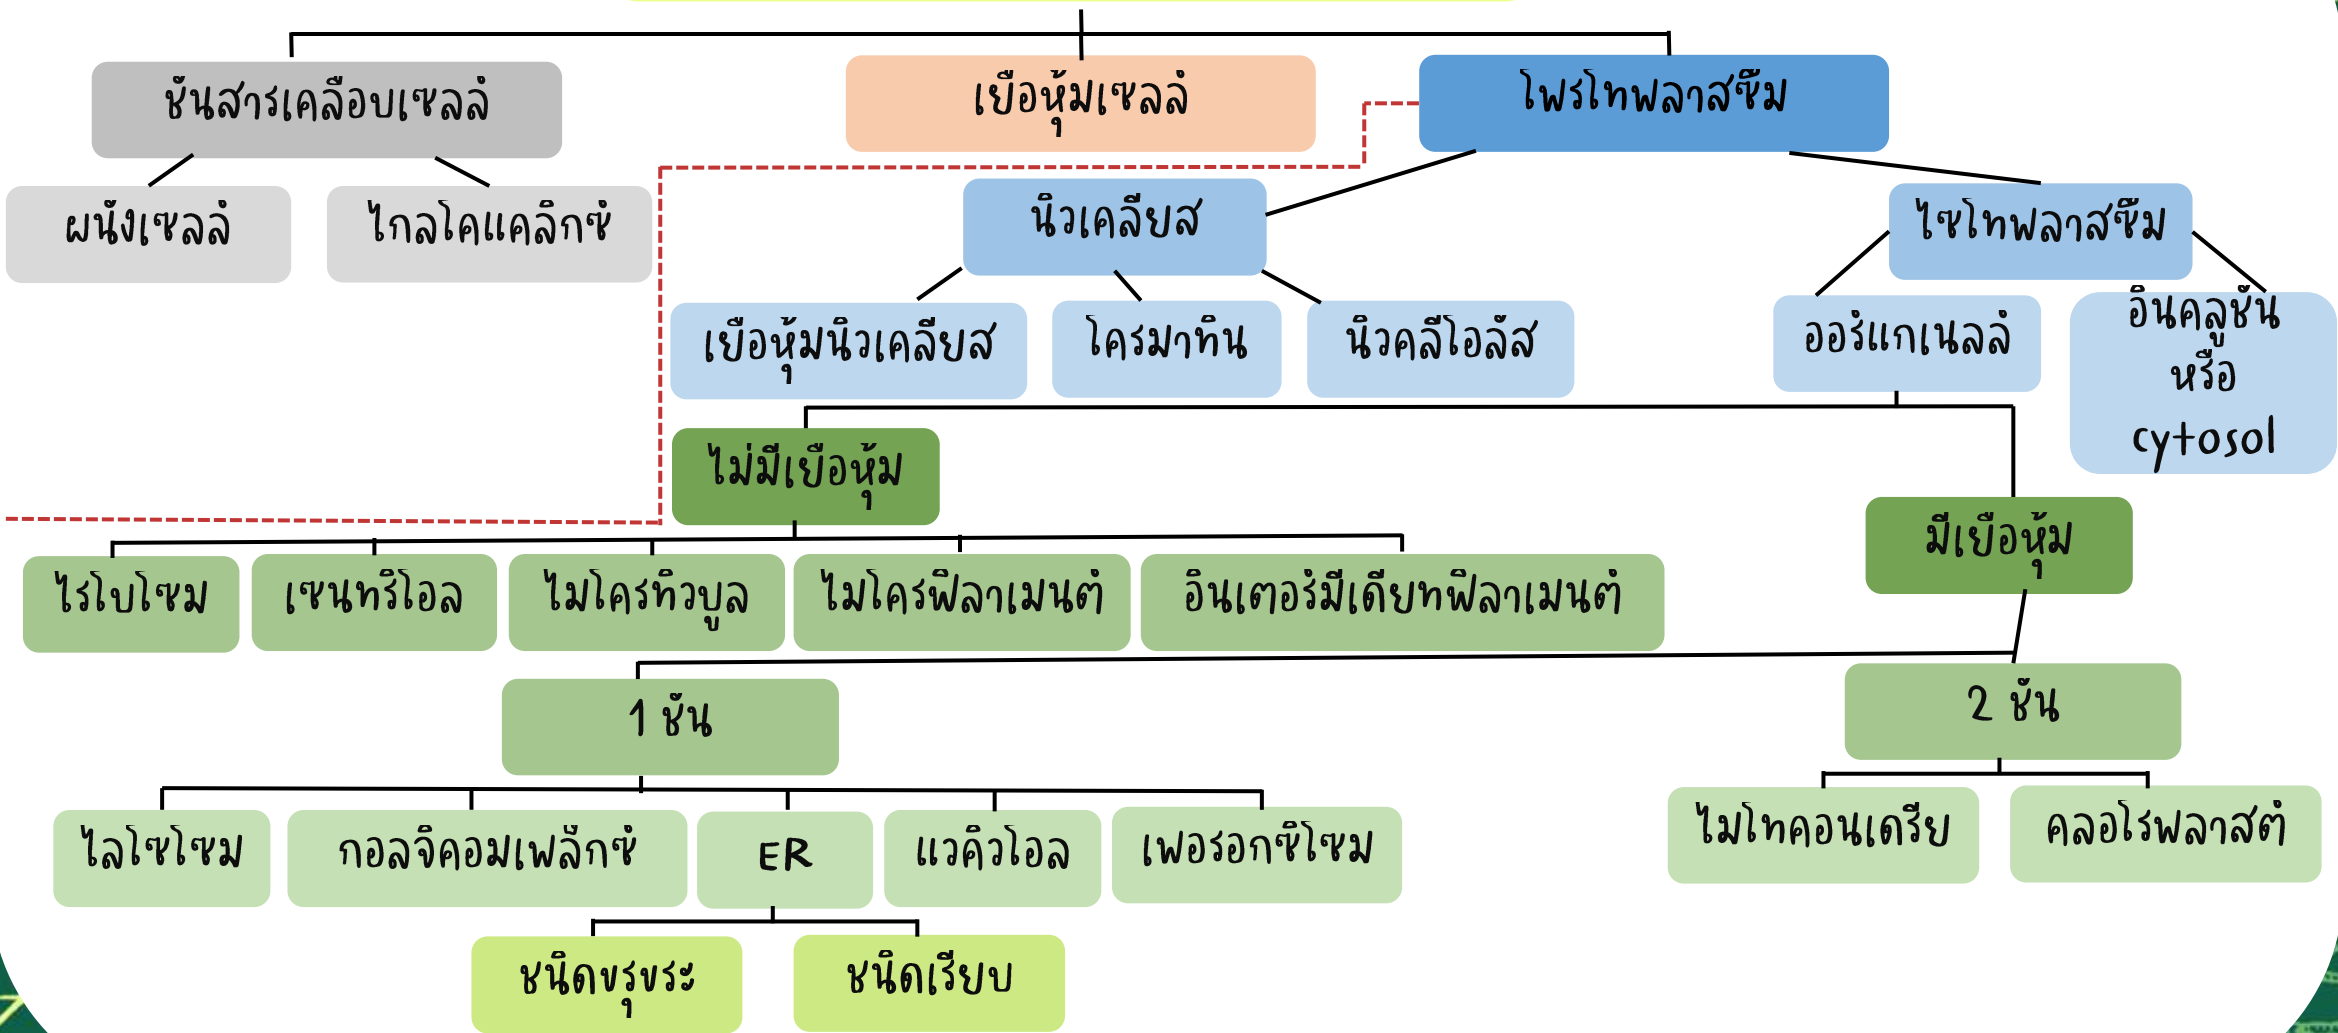 ชั้นสารเคลือบเซลล์
เยื่อหุ้มเซลล์
โพรโทพลาสซึม
ผนังเซลล์
ไกลโคแคลิกซ์
นิวเคลียส
ไซโทพลาสซึม
เยื่อหุ้มนิวเคลียส
โครมาทิน
นิวคลีโอลัส
ออร์แกเนลล์
อินคลูชัน
หรือ
cytosol
ไม่มีเยื่อหุ้ม
มีเยื่อหุ้ม
ไรโบโซม
เซนทริโอล
ไมโครทิวบูล
ไมโครฟิลาเมนต์
อินเตอร์มีเดียทฟิลาเมนต์
1 ชั้น
2 ชั้น
ไลโซโซม
กอลจิคอมเพล็กซ์
ER
แวคิวโอล
เพอรอกซิโซม
ไมโทคอนเดรีย
คลอโรพลาสต์
ชนิดขรุขระ
ชนิดเรียบ